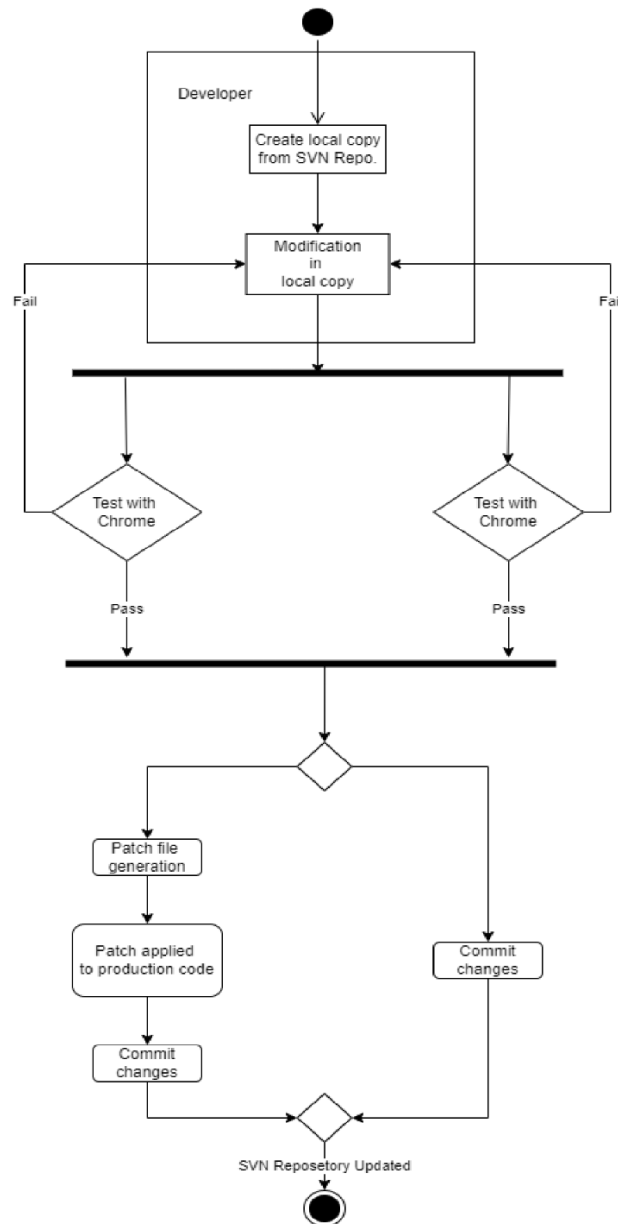 Developer
Create local copy
from SVN Repo.
Modification
in
local copy
Fail
Fai
Test with
Chrome
Test with
Chrome
Pass
Pass
Patch file
generation
Patch applied
to production code
Commit
changes
Commit
changes
SVN Reposetory Updated